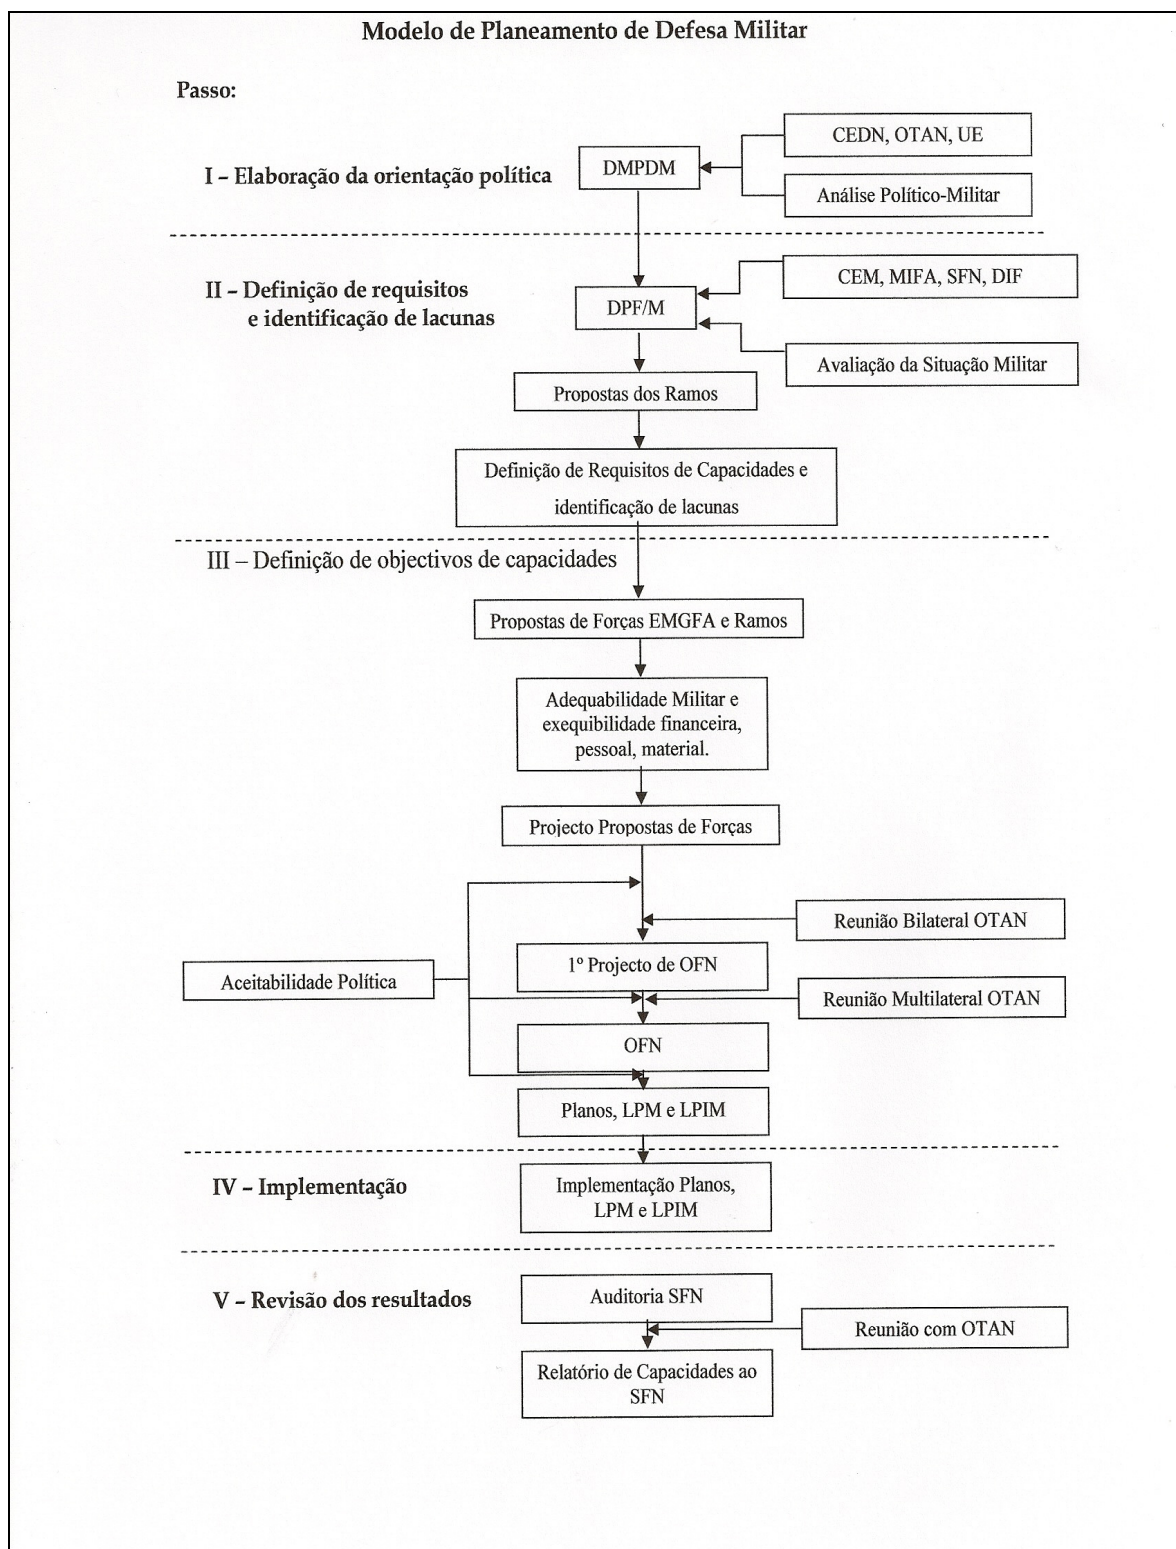 Modelo de Planeamento de Defesa Militar
Passo:
CEDN, OTAN, UE
I – Elaboração da orientação política
DMPDM
Análise Político-Militar
II – Definição de requisitos
e identificação de lacunas
CEM, MIFA, SFN, DIF
DPF/M
Avaliação da Situação Militar
Propostas dos Ramos
Definição de Requisitos de Capacidades e
identificação de lacunas
III – Definição de objectivos de capacidades
Propostas de Forças EMGFA e Ramos
Adequabilidade Militar e
exequibilidade financeira,
pessoal, material.
Projecto Propostas de Forças
Reunião Bilateral OTAN
1º Projecto de OFN
Aceitabilidade Política
Reunião Multilateral OTAN
OFN
Planos, LPM e LPIM
IV – Implementação
Implementação Planos,
LPM e LPIM
V – Revisão dos resultados
Auditoria SFN
Reunião com OTAN
Relatório de Capacidades ao
SFN